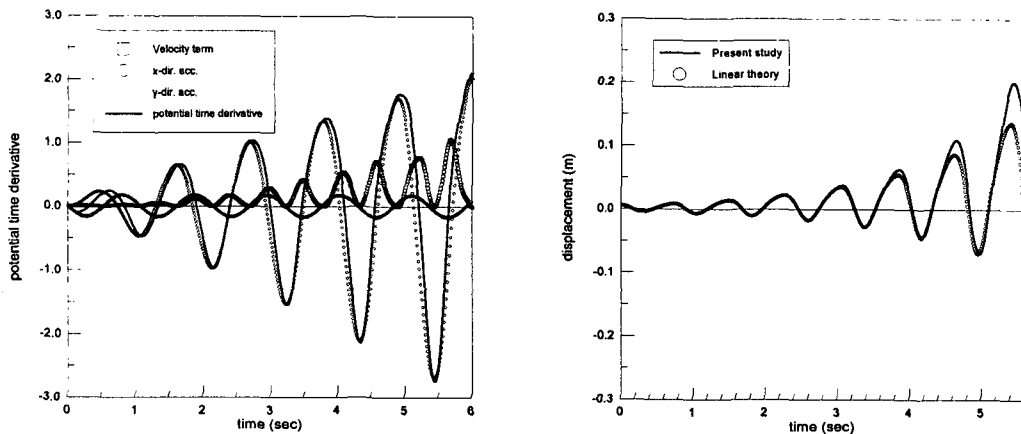 3.0
2.0
1.0
0.0
-1.0
-2.0
-3.0
potential time derivative
Velocity term
x-dir. acc.
y-dir. acc.
potential time derivative
0 1 2 3 4 5 6
time (sec)
0.3
0.2
0.1
0.0
-0.1
-0.2
-0.3
displacement (m)
Present study
Linear theory
0 1 2 3 4 5
time (sec)